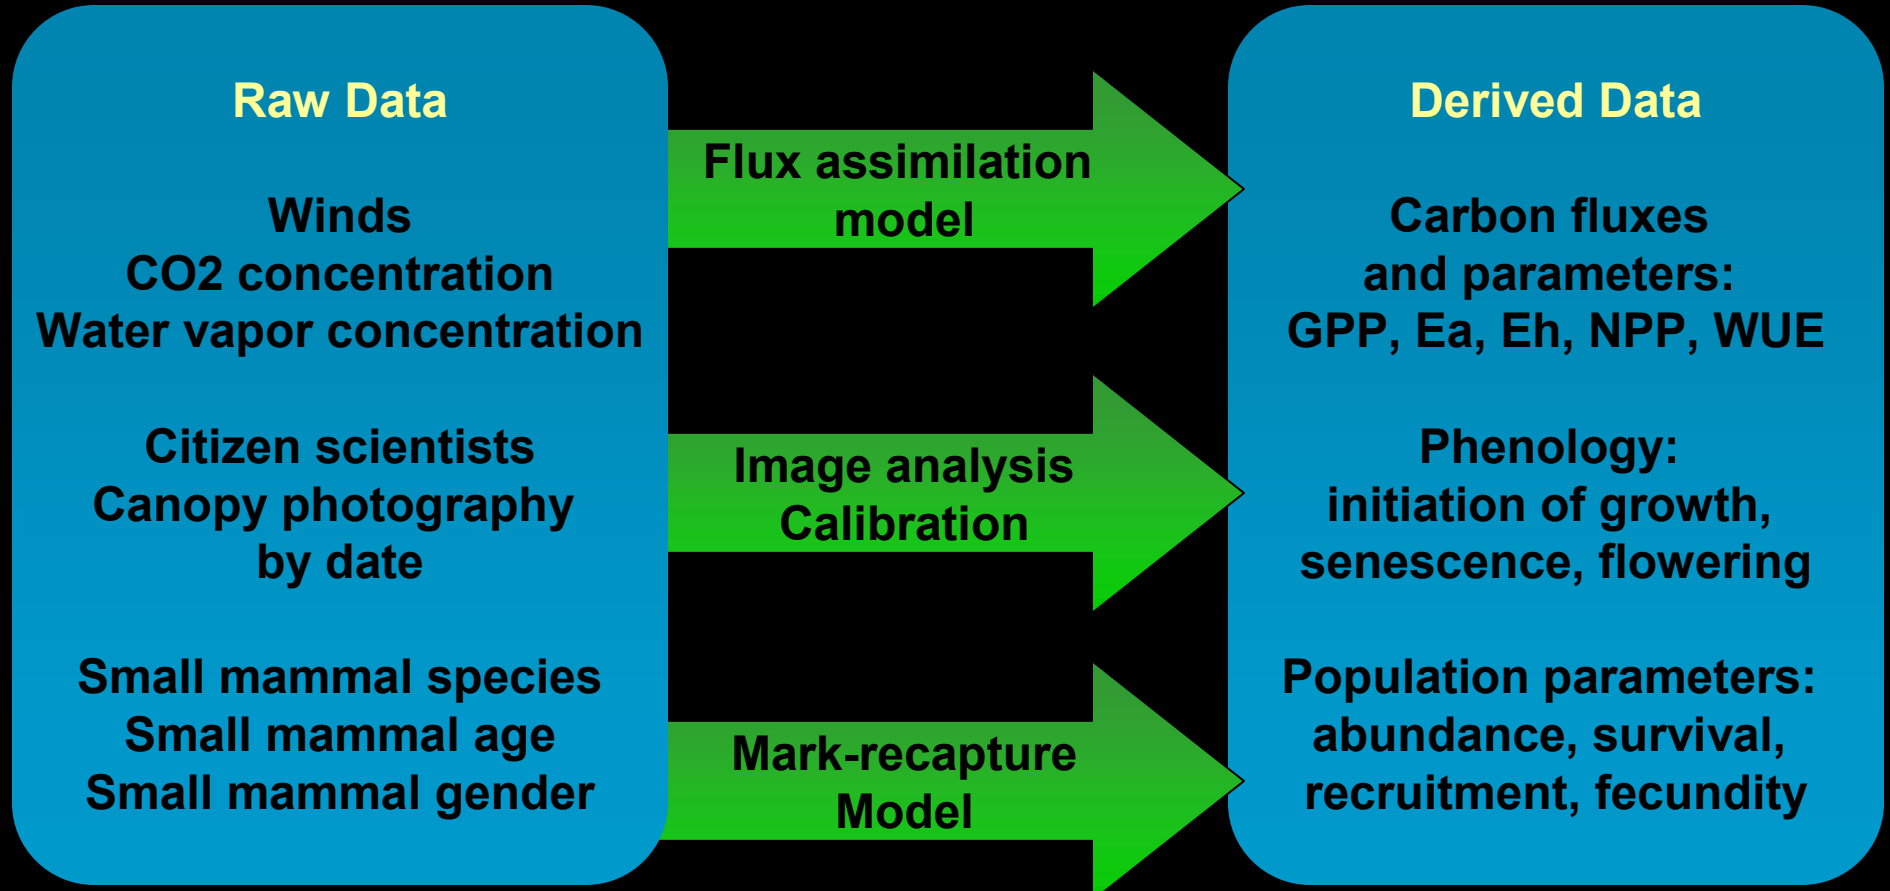 Raw Data
Winds
CO2 concentration
Water vapor concentration
Citizen scientists
Canopy photography
by date
Small mammal species
Small mammal age
Small mammal gender
Flux assimilation
model
Image analysis
Calibration
Mark-recapture
Model
Derived Data
Carbon fluxes
and parameters:
GPP, Ea, Eh, NPP, WUE
Phenology:
initiation of growth,
senescence, flowering
Population parameters:
abundance, survival,
recruitment, fecundity